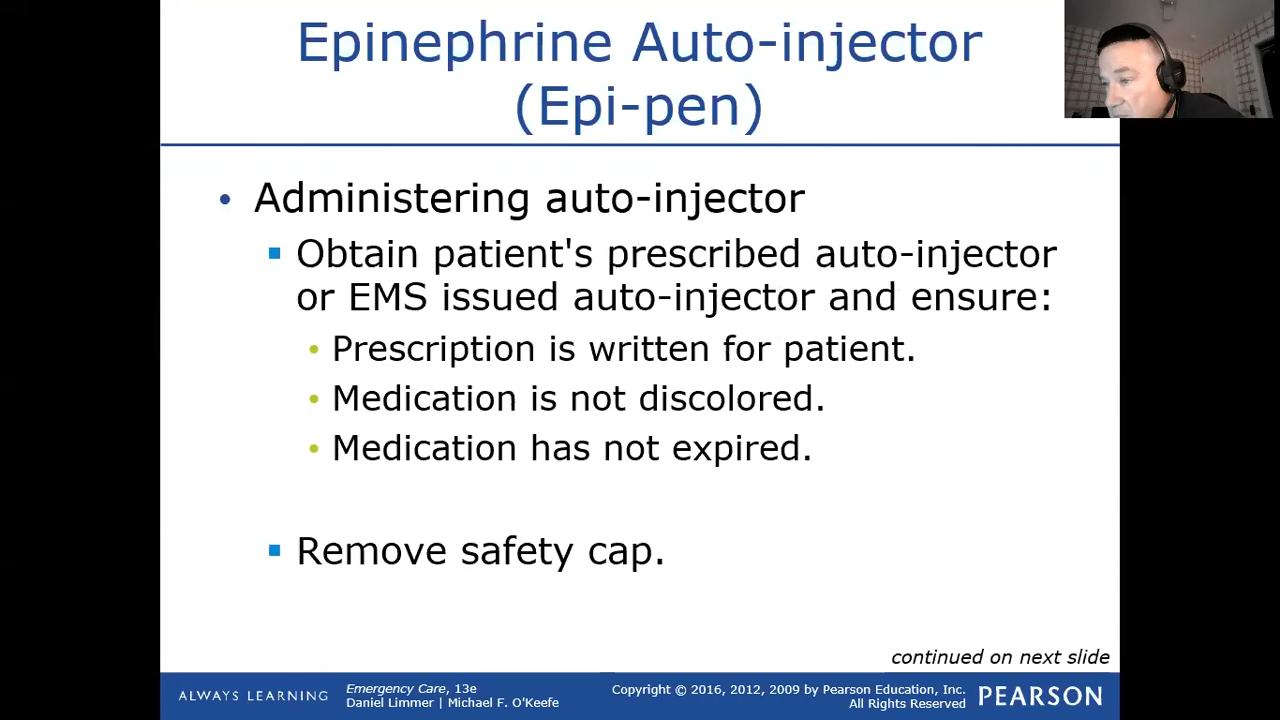 Epinephrine Auto-injector
(Epi-pen)
• Administering auto-injector
▪ Obtain patient's prescribed auto-injector
or EMS issued auto-injector and ensure:
• Prescription is written for patient.
• Medication is not discolored.
• Medication has not expired.
▪ Remove safety cap.
continued on next slide
ALWAYS LEARNING
Emergency Care, 13e
Daniel Limmer | Michael F. O'Keefe
Copyright © 2016, 2012, 2009 by Pearson Education, Inc.
All Rights Reserved
PEARSON